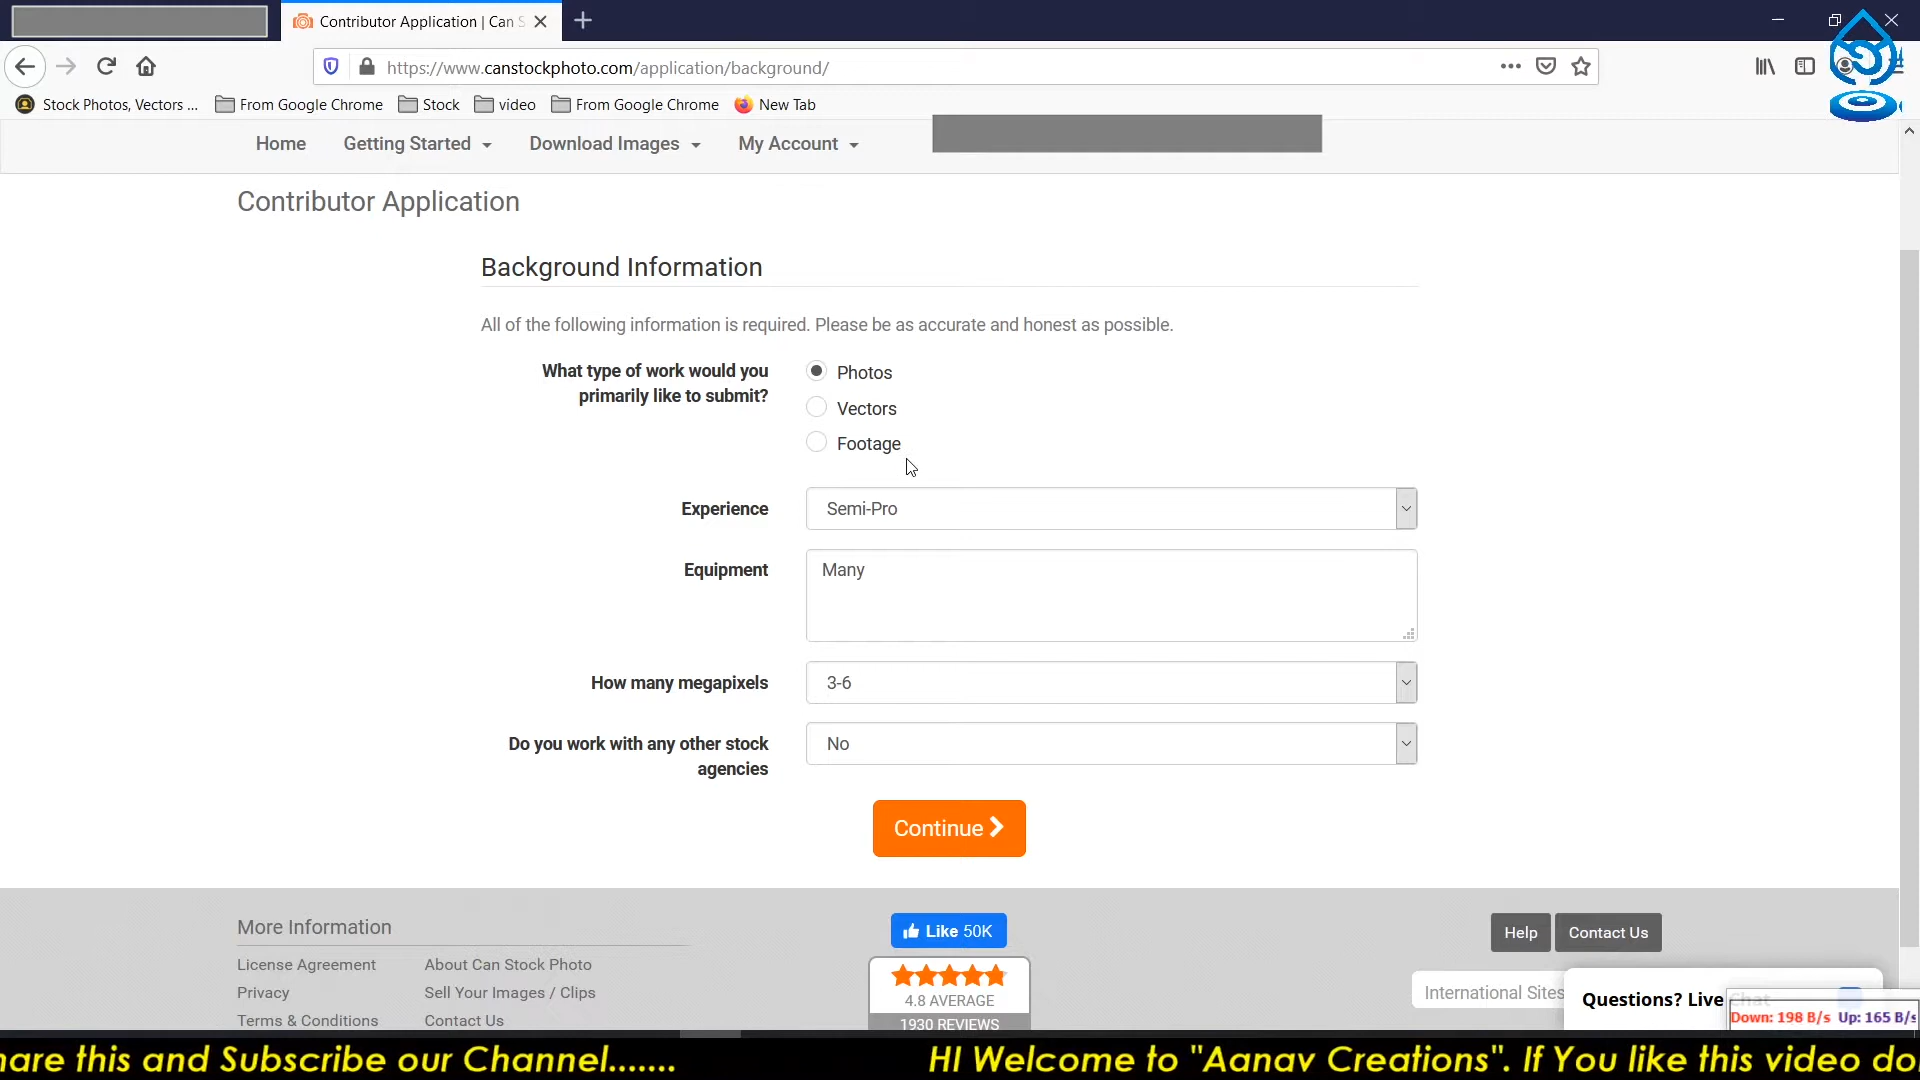 Contributor Application | Can S
https://www.canstockphoto.com/application/background/
Stock Photos, Vectors ...
From Google Chrome
Stock
video
From Google Chrome
New Tab
Home
Getting Started
Download Images
My Account
Contributor Application
Background Information
All of the following information is required. Please be as accurate and honest as possible.
What type of work would you
primarily like to submit?
Photos
Vectors
Footage
Experience
Semi-Pro
Equipment
Many
How many megapixels
3-6
Do you work with any other stock
agencies
No
Continue
More Information
License Agreement
About Can Stock Photo
Privacy
Sell Your Images / Clips
Terms & Conditions
Contact Us
Like 50K
4.8 AVERAGE
1930 REVIEWS
Help
Contact Us
International Sites
Questions? Live Chat
Down: 198 B/s Up: 165 B/s
hare this and Subscribe our Channel.......
HI Welcome to "Aanav Creations". If You like this video do